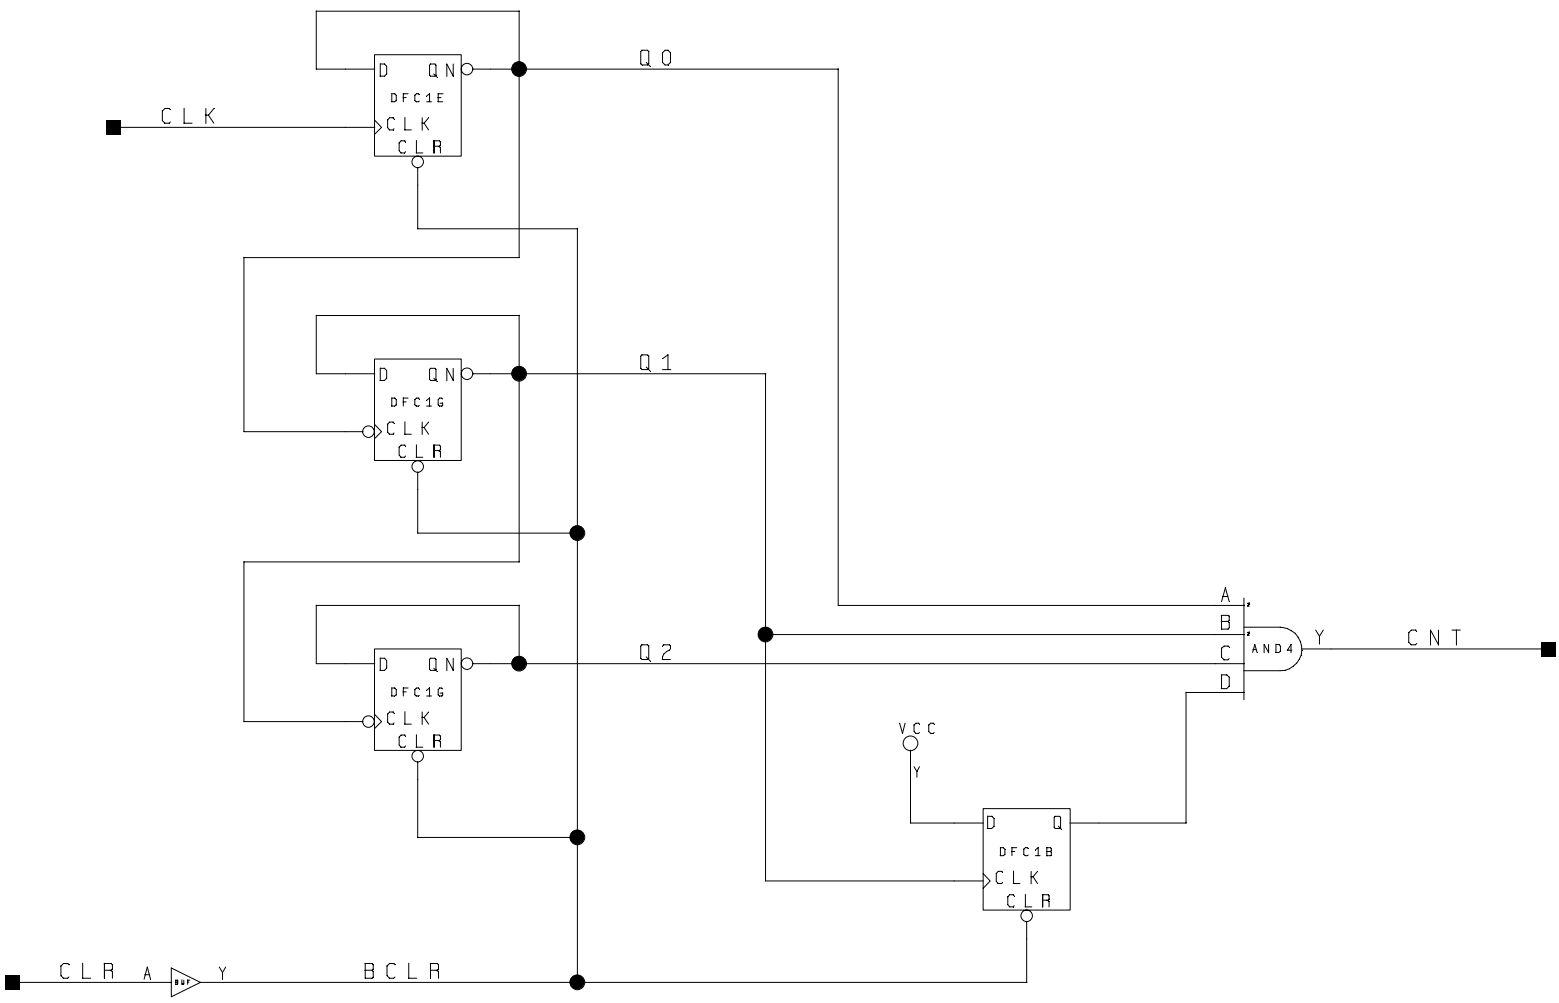 Q0
D QN
DFC1E
CLK
CLK
CLR
Q1
D QN
DFC1G
CLK
CLR
A
B
Q2
C
D
AND4
Y
CNT
D QN
DFC1G
CLK
CLR
VCC
Y
D Q
DFC1B
CLK
CLR
CLR A
BUF
Y
BCLR